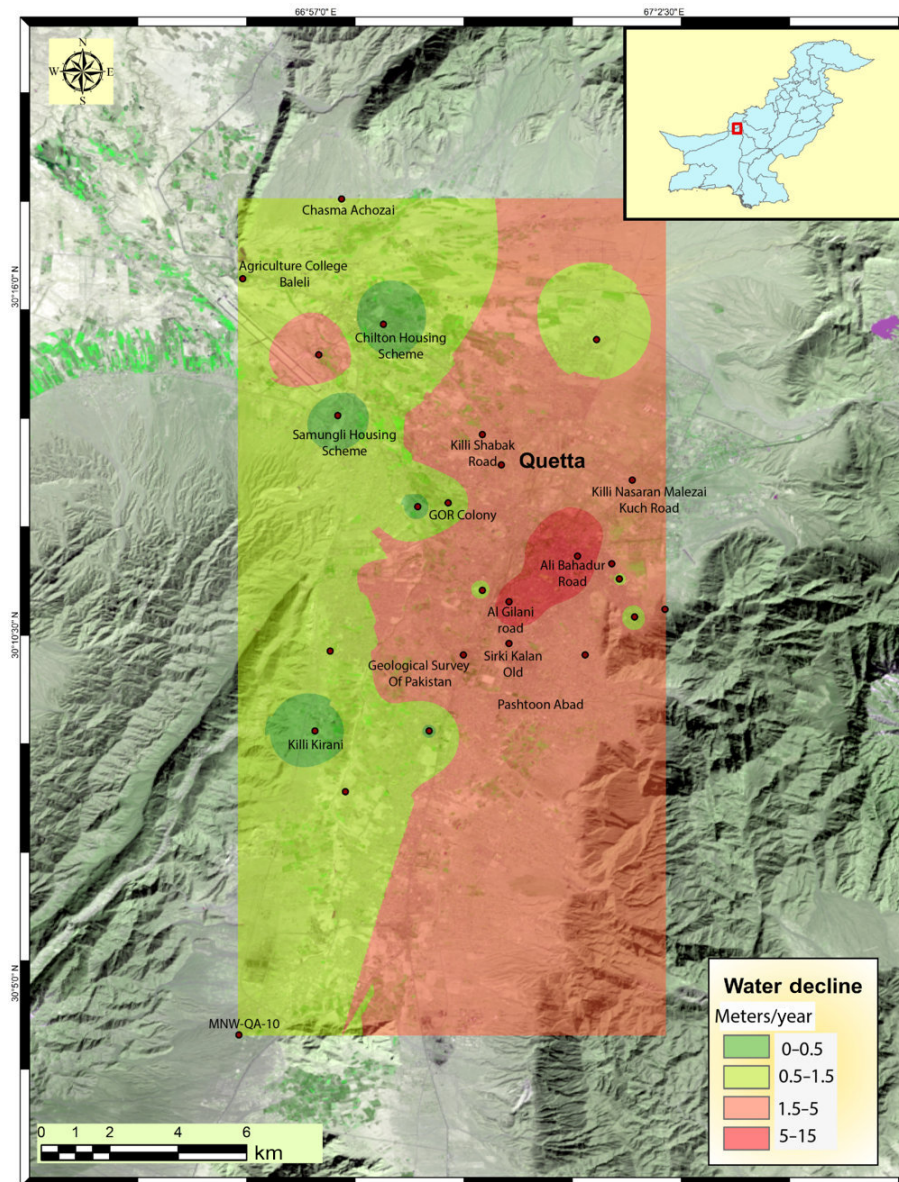 66°57'0" E
67°2'30" E
N
W
E
S
Chasma Achozai
Agriculture College
Baleli
30°16'0" N
Chilton Housing
Scheme
Samungli Housing
Scheme
Killi Shabak
Road
Quetta
Killi Nasaran Malezai
Kuch Road
GOR Colony
Ali Bahadur
Road
Al Gilani
road
30°10'30" N
Geological Survey
Of Pakistan
Sirki Kalan
Old
Pashtoon Abad
Killi Kirani
30°5'0" N
MNW-QA-10
Water decline
Meters/year
0–0.5
0.5–1.5
1.5–5
5–15
0 1 2 4 6
km